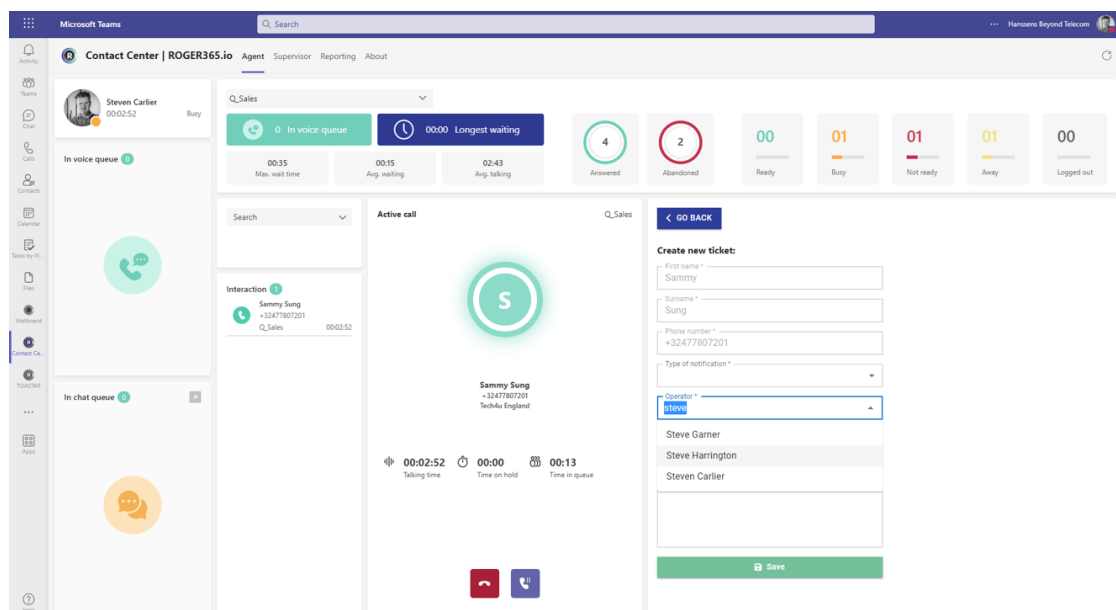 Microsoft Teams
Search
Hanssens Beyond Telecom
Activity
Teams
Chat
Calls
Contacts
Calendar
Tasks by Pl...
Files
Wallboard
Contact Ce...
TOASTAR
Apps
Contact Center | ROGER365.io
Agent Supervisor Reporting About
Steven Carlier
00:02:52 Busy
In voice queue 0
In chat queue 0
Q_Sales
0 In voice queue
00:00 Longest waiting
00:35
Max. wait time
00:15
Avg. waiting
02:43
Avg. talking
4
Answered
2
Abandoned
00
Ready
01
Busy
01
Not ready
01
Away
00
Logged out
Search
Interaction 1
Sammy Sung
+32477807201
Q_Sales 00:02:52
Active call Q_Sales
S
Sammy Sung
+32477807201
Tech4u England
00:02:52
Talking time
00:00
Time on hold
00:13
Time in queue
GO BACK
Create new ticket:
First name *
Sammy
Surname *
Sung
Phone number *
+32477807201
Type of notification *
Operator *
steve
Steve Garner
Steve Harrington
Steven Carlier
Save